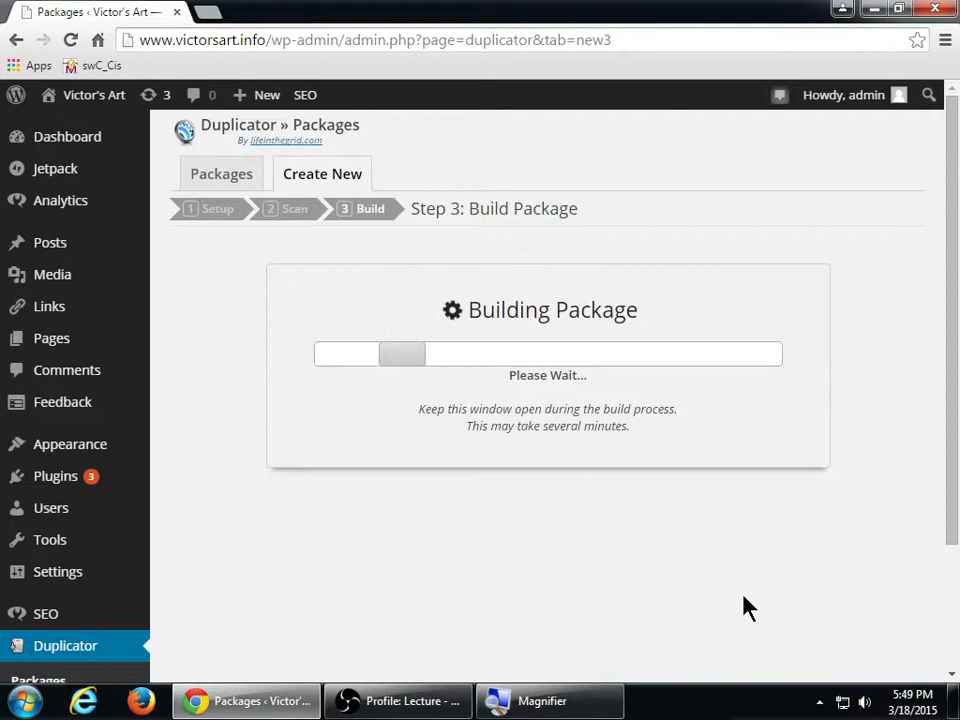 Packages ‹ Victor's Art —
www.victorsart.info/wp-admin/admin.php?page=duplicator&tab=new3
Apps swC_Cis
Victor's Art 3 0 New SEO Howdy, admin
Duplicator » Packages
By lifeinthegrid.com
Packages Create New
1 Setup 2 Scan 3 Build Step 3: Build Package
Dashboard
Jetpack
Analytics
Posts
Media
Links
Pages
Comments
Feedback
Appearance
Plugins 3
Users
Tools
Settings
SEO
Duplicator
Packages
Building Package
Please Wait...
Keep this window open during the build process.
This may take several minutes.
Packages ‹ Victor'... Profile: Lecture - ... Magnifier
5:49 PM
3/18/2015